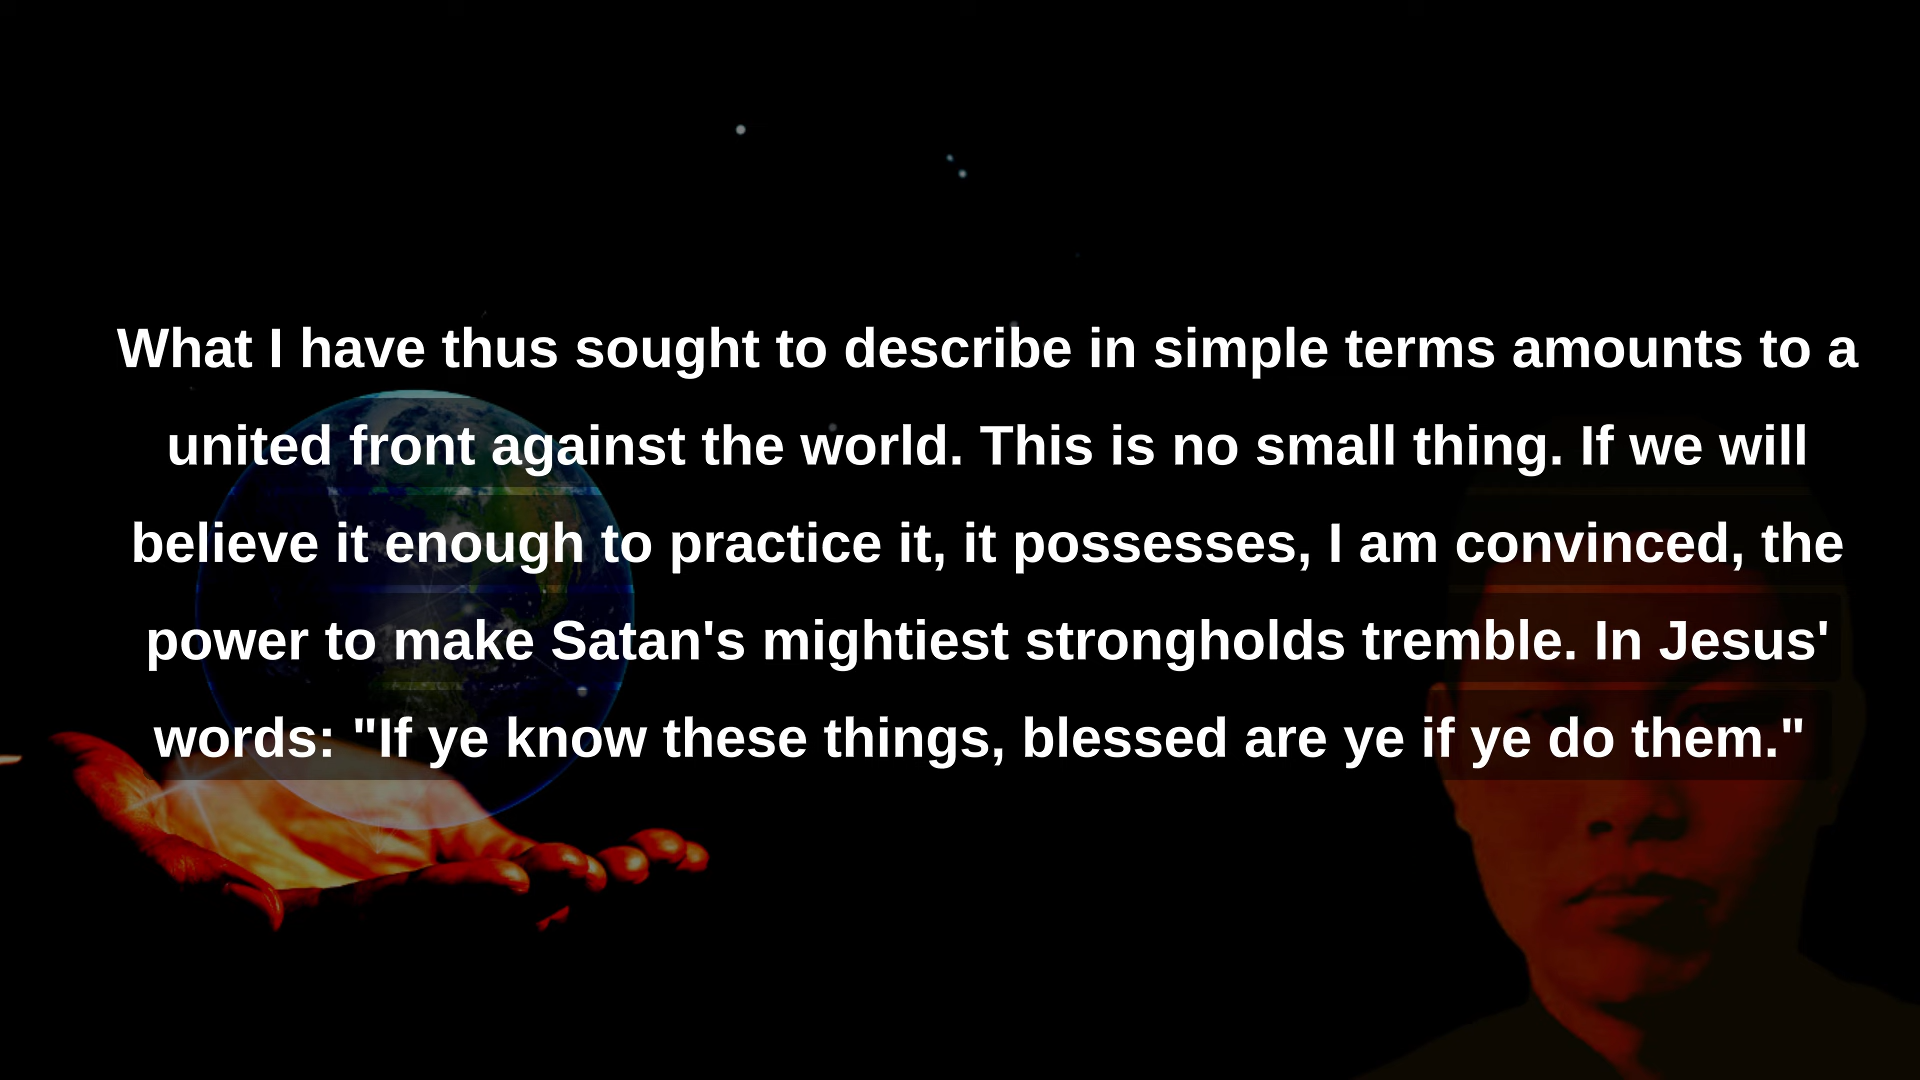 What I have thus sought to describe in simple terms amounts to a
united front against the world. This is no small thing. If we will
believe it enough to practice it, it possesses, I am convinced, the
power to make Satan's mightiest strongholds tremble. In Jesus'
words: "If ye know these things, blessed are ye if ye do them."